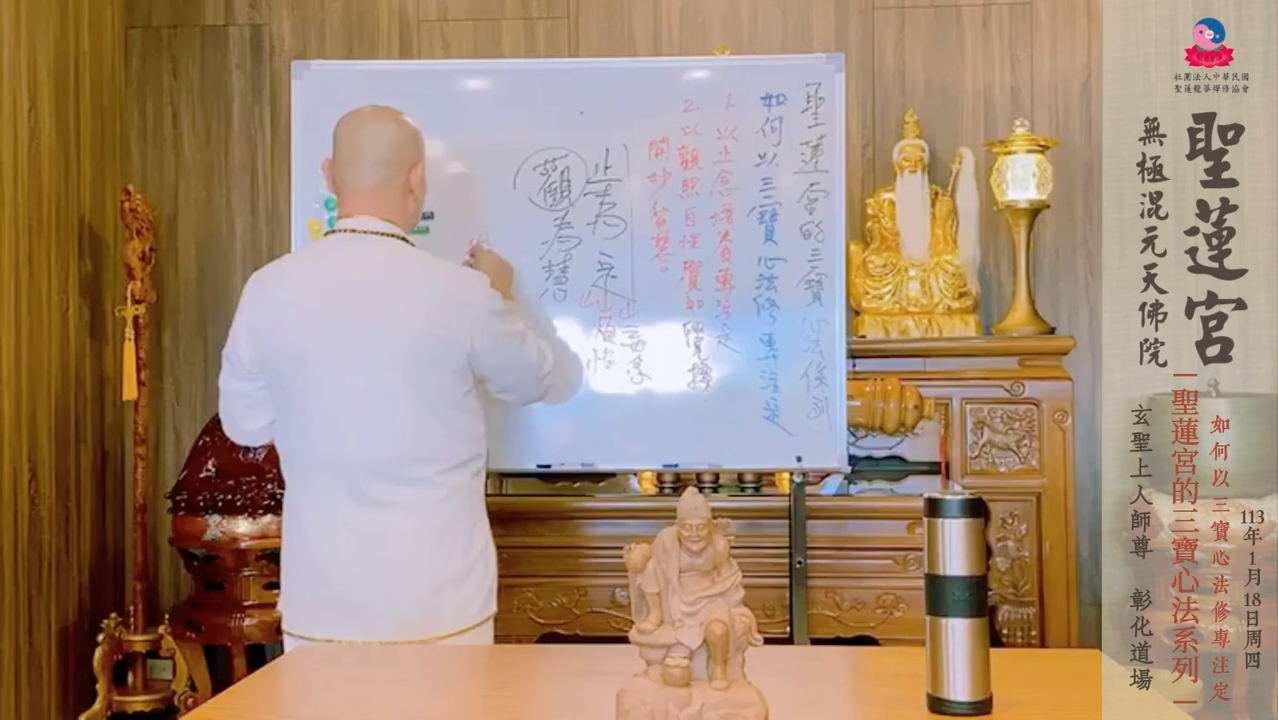 社團法人中華民國
聖蓮龍華禪修協會
聖蓮宮
無極混元天佛院
113年1月18日周四
如何以三寶心法修專注定
|聖蓮宮的三寶心法系列|
玄聖上人師尊 彰化道場
聖蓮宮的三寶心法係列
如何以三寶心法修專注定
1. 以止念培養專注定
2. 以觀照自性覺知覺擇
開妙智慧。
止為定
觀為慧